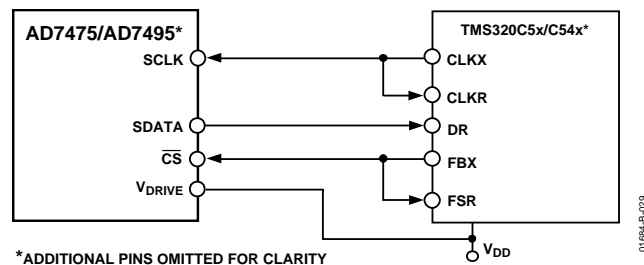 AD7475/AD7495*
SCLK
SDATA
C̅S̅
VDRIVE
TMS320C5x/C54x*
CLKX
CLKR
DR
FBX
FSR
VDD
*ADDITIONAL PINS OMITTED FOR CLARITY
01684-B-029